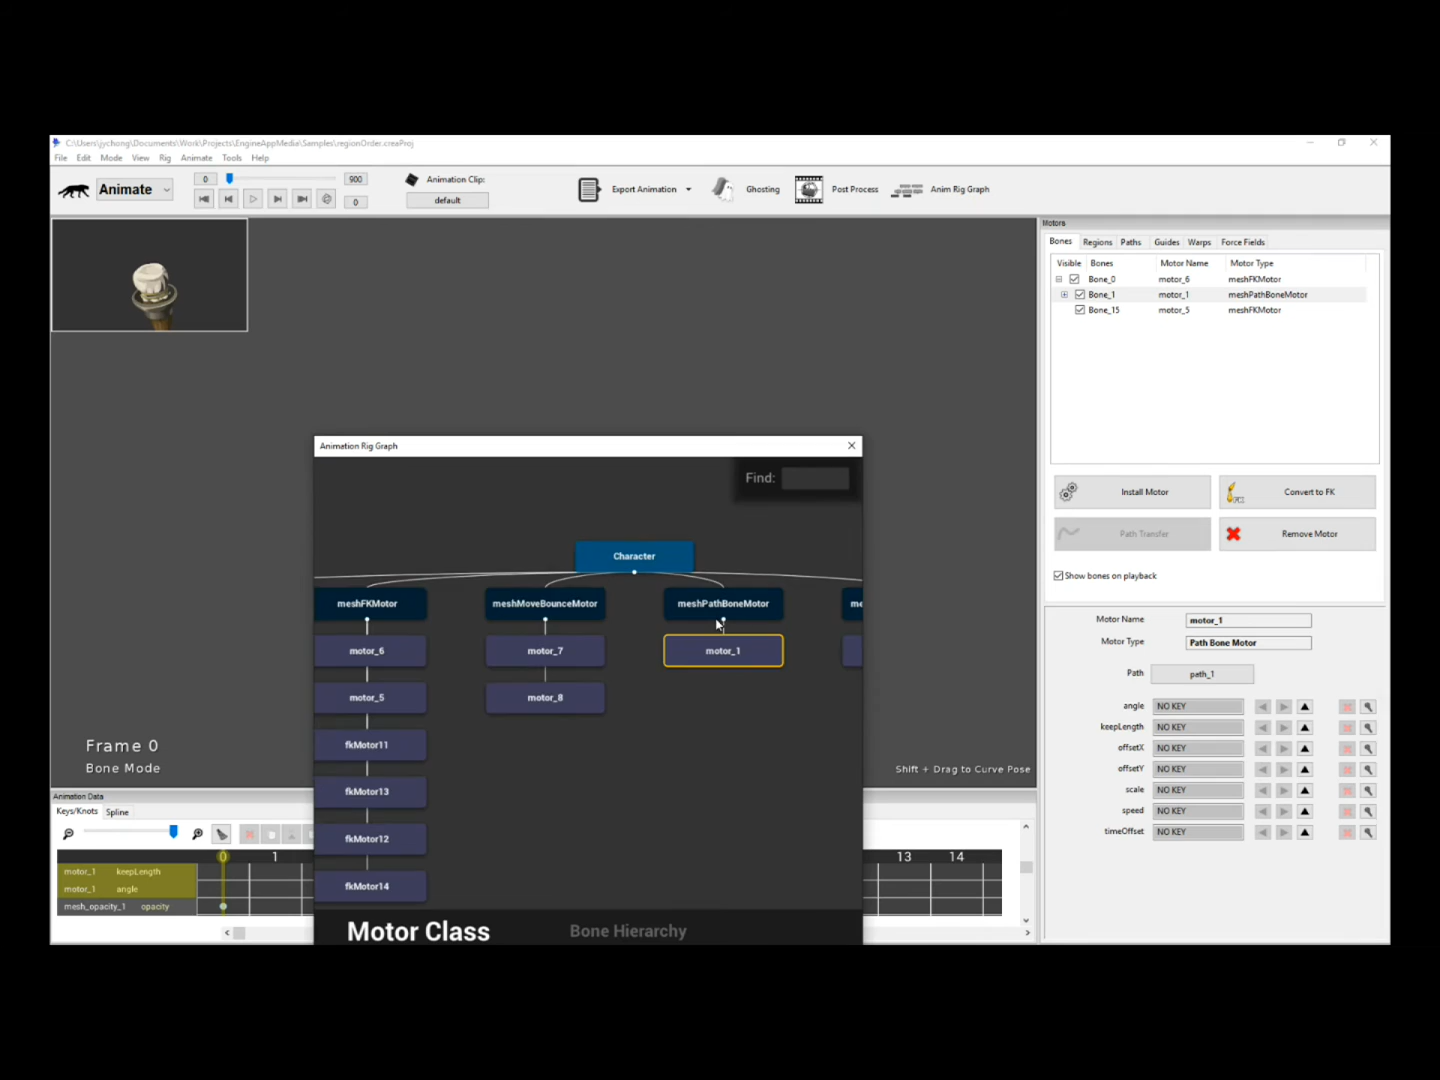 C:\Users\jychong\Documents\Work\Projects\EngineAppMedia\Samples\regionOrder.creaProj
File Edit Mode View Rig Animate Tools Help
Animate
0
900
0
Animation Clip:
default
Export Animation
Ghosting
Post Process
Anim Rig Graph
Motors
Bones Regions Paths Guides Warps Force Fields
Visible Bones Motor Name Motor Type
Bone_0 motor_6 meshFKMotor
Bone_1 motor_1 meshPathBoneMotor
Bone_15 motor_5 meshFKMotor
Install Motor
Convert to FK
Path Transfer
Remove Motor
Show bones on playback
Motor Name motor_1
Motor Type Path Bone Motor
Path path_1
angle NO KEY
keepLength NO KEY
offsetX NO KEY
offsetY NO KEY
scale NO KEY
speed NO KEY
timeOffset NO KEY
Animation Rig Graph
Find:
Character
meshFKMotor
meshMoveBounceMotor
meshPathBoneMotor
me
motor_6
motor_7
motor_1
motor_5
motor_8
fkMotor11
fkMotor13
fkMotor12
fkMotor14
Motor Class
Bone Hierarchy
Frame 0
Bone Mode
Shift + Drag to Curve Pose
Animation Data
Keys/Knots Spline
0 1 13 14
motor_1 keepLength
motor_1 angle
mesh_opacity_1 opacity